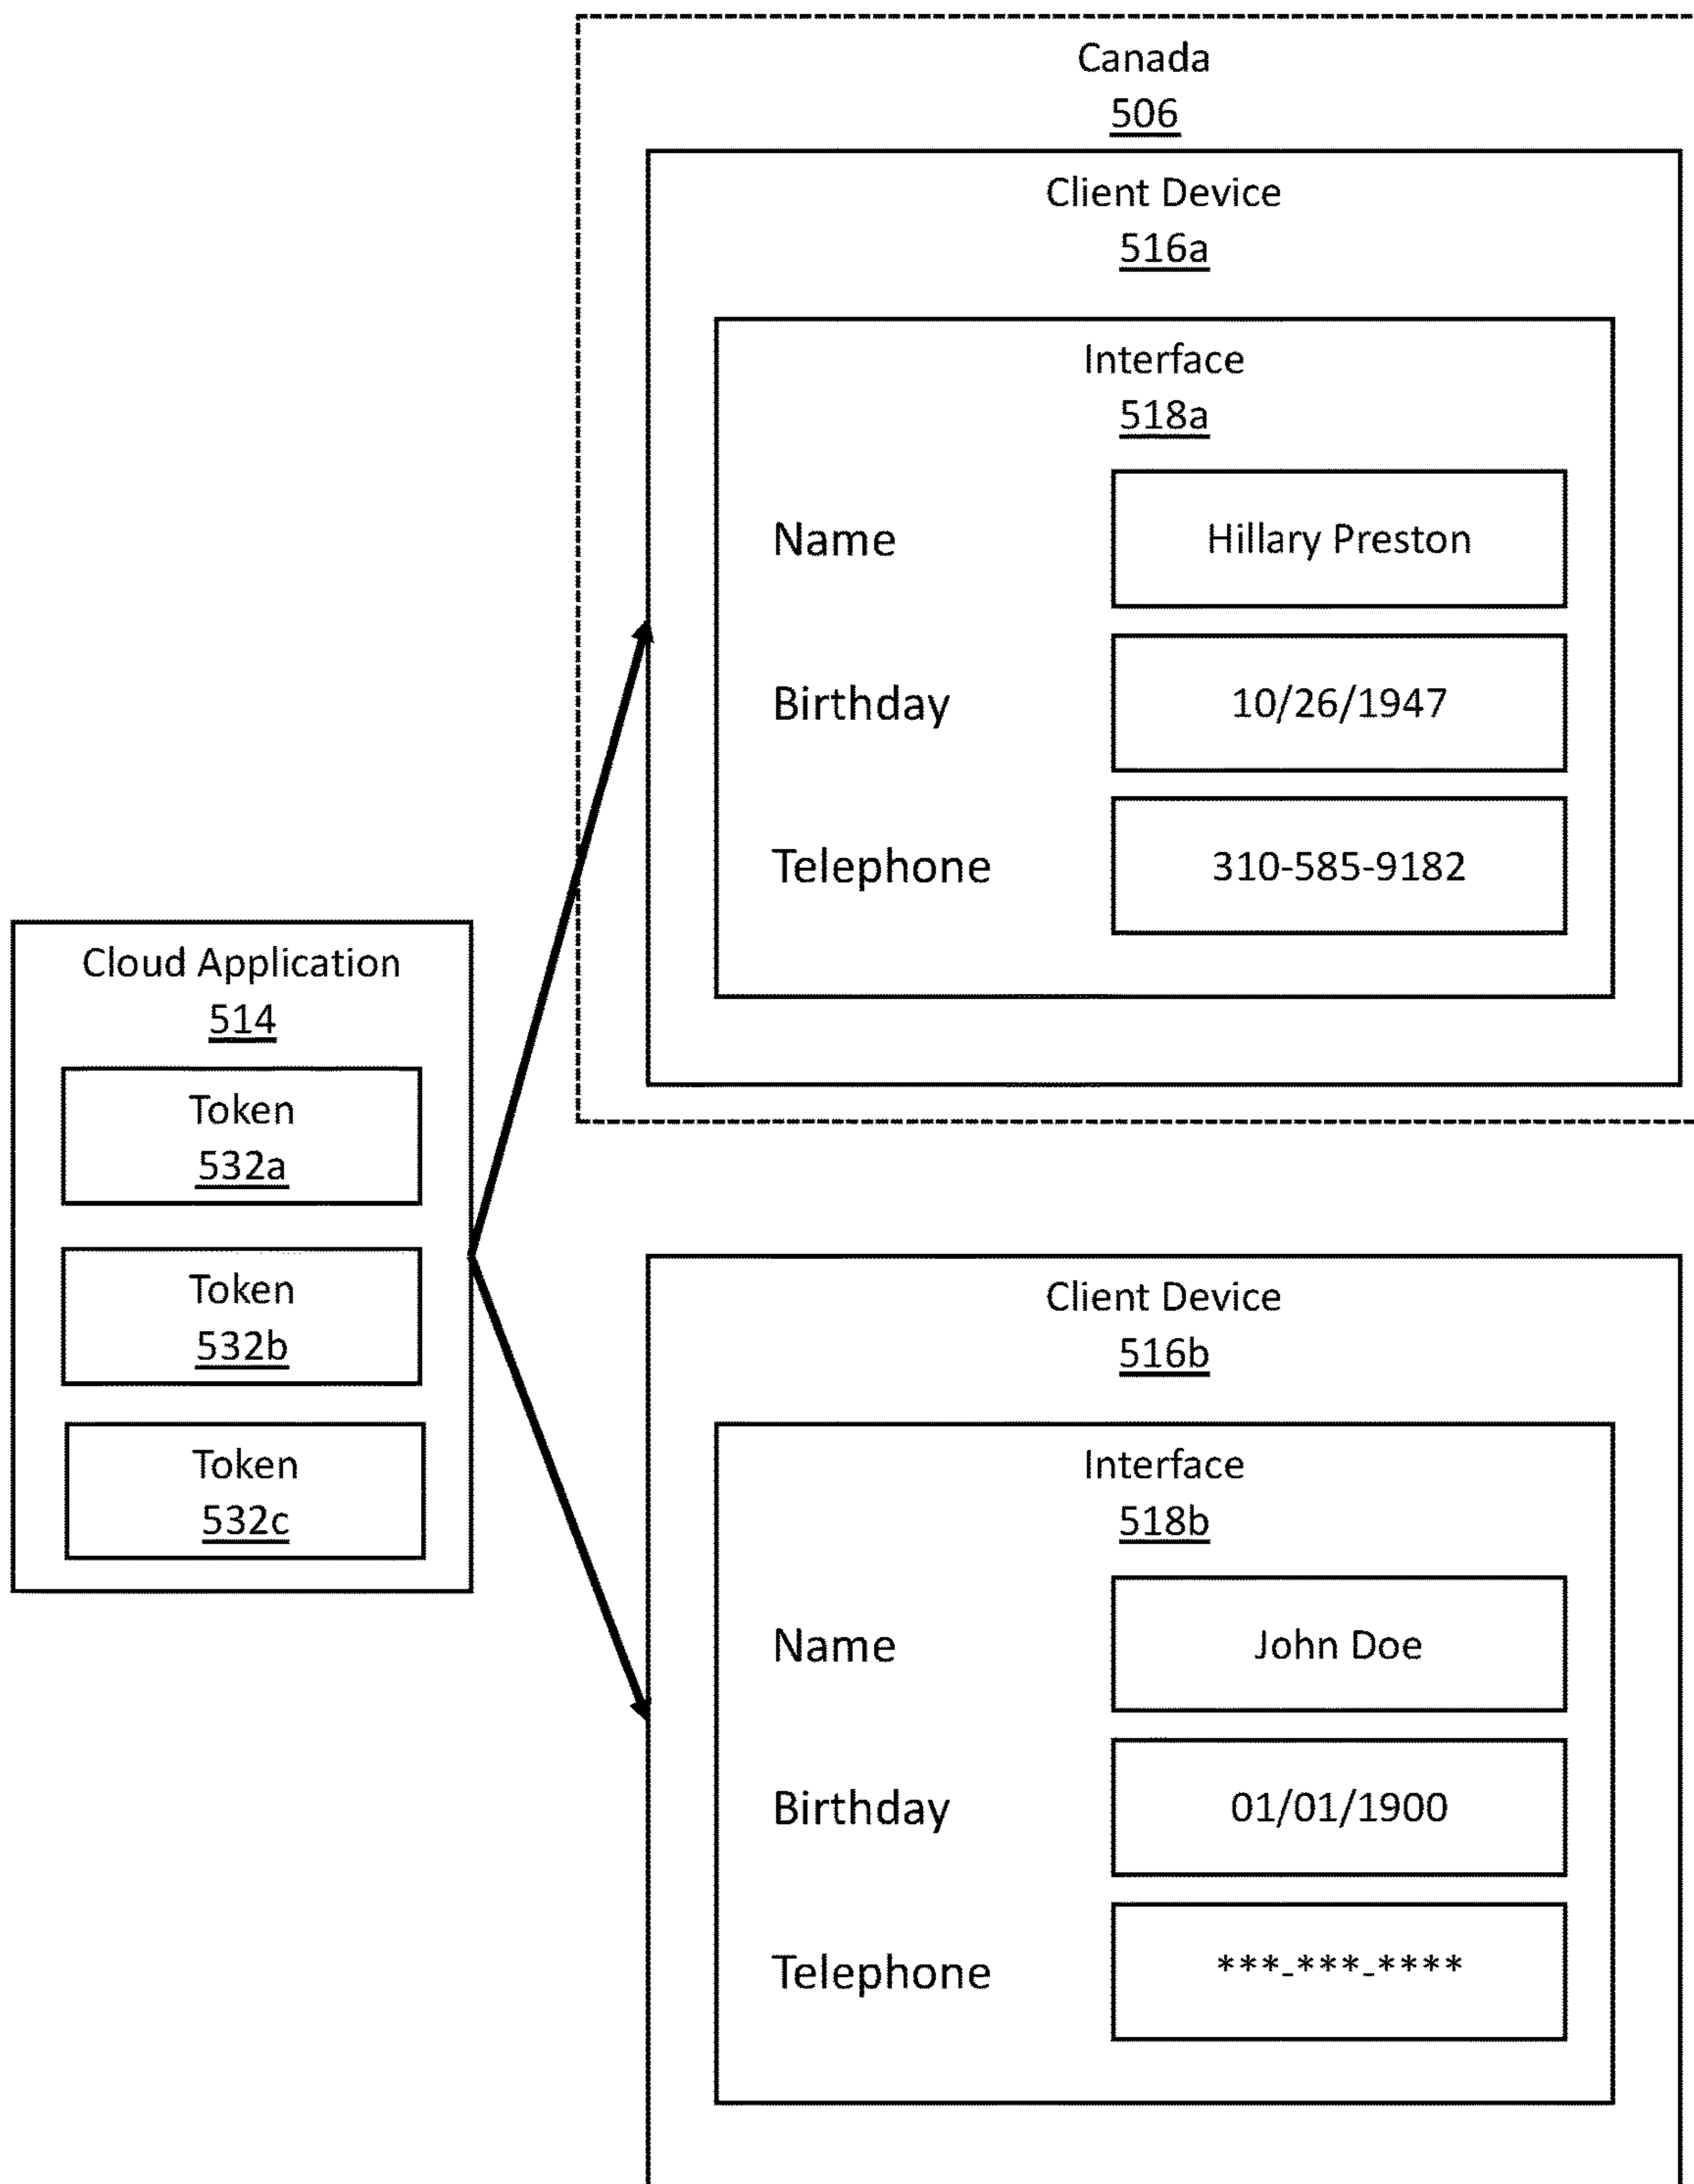 Canada
506
Client Device
516a
Interface
518a
Name
Hillary Preston
Birthday
10/26/1947
Telephone
310-585-9182
Cloud Application
514
Token
532a
Token
532b
Token
532c
Client Device
516b
Interface
518b
Name
John Doe
Birthday
01/01/1900
Telephone
***-***-****